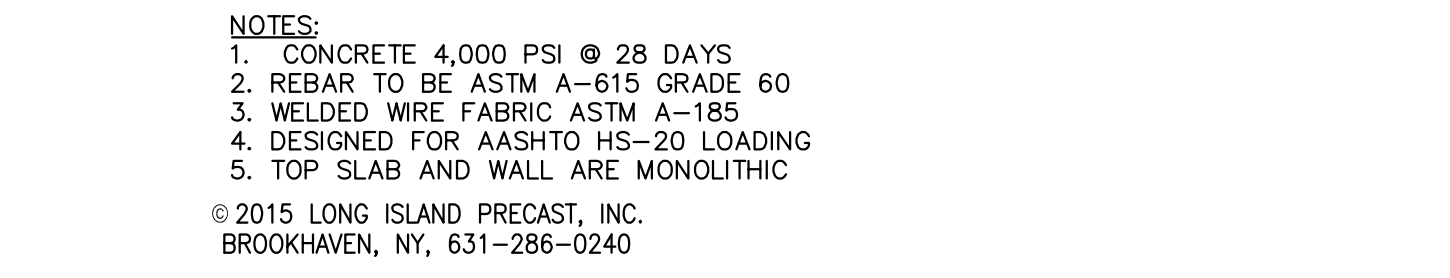 NOTES:
1. CONCRETE 4,000 PSI @ 28 DAYS
2. REBAR TO BE ASTM A-615 GRADE 60
3. WELDED WIRE FABRIC ASTM A-185
4. DESIGNED FOR AASHTO HS-20 LOADING
5. TOP SLAB AND WALL ARE MONOLITHIC
© 2015 LONG ISLAND PRECAST, INC.
BROOKHAVEN, NY, 631-286-0240